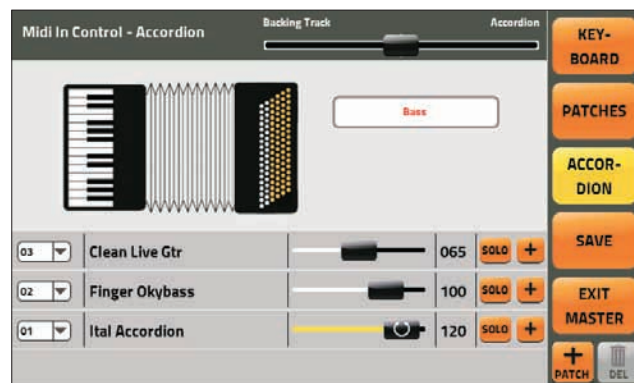 Midi In Control - Accordion
Backing Track Accordion
Bass
03 Clean Live Gtr 065 SOLO +
02 Finger Okybass 100 SOLO +
01 Ital Accordion 120 SOLO +
KEY-
BOARD
PATCHES
ACCOR-
DION
SAVE
EXIT
MASTER
+
PATCH DEL